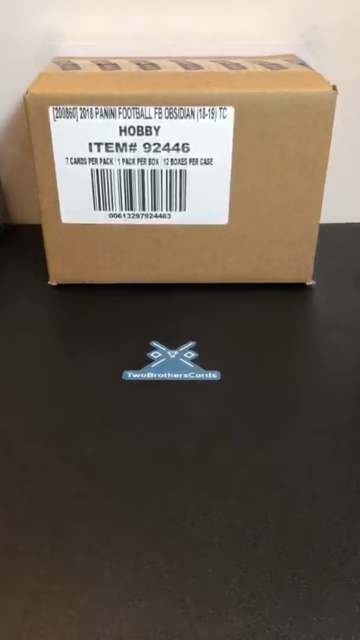 [200860] 2018 PANINI FOOTBALL FB OBSIDIAN (18-19) TC
HOBBY
ITEM# 92446
7 CARDS PER PACK 1 PACK PER BOX 12 BOXES PER CASE
00613297924463
TwoBrothersCards